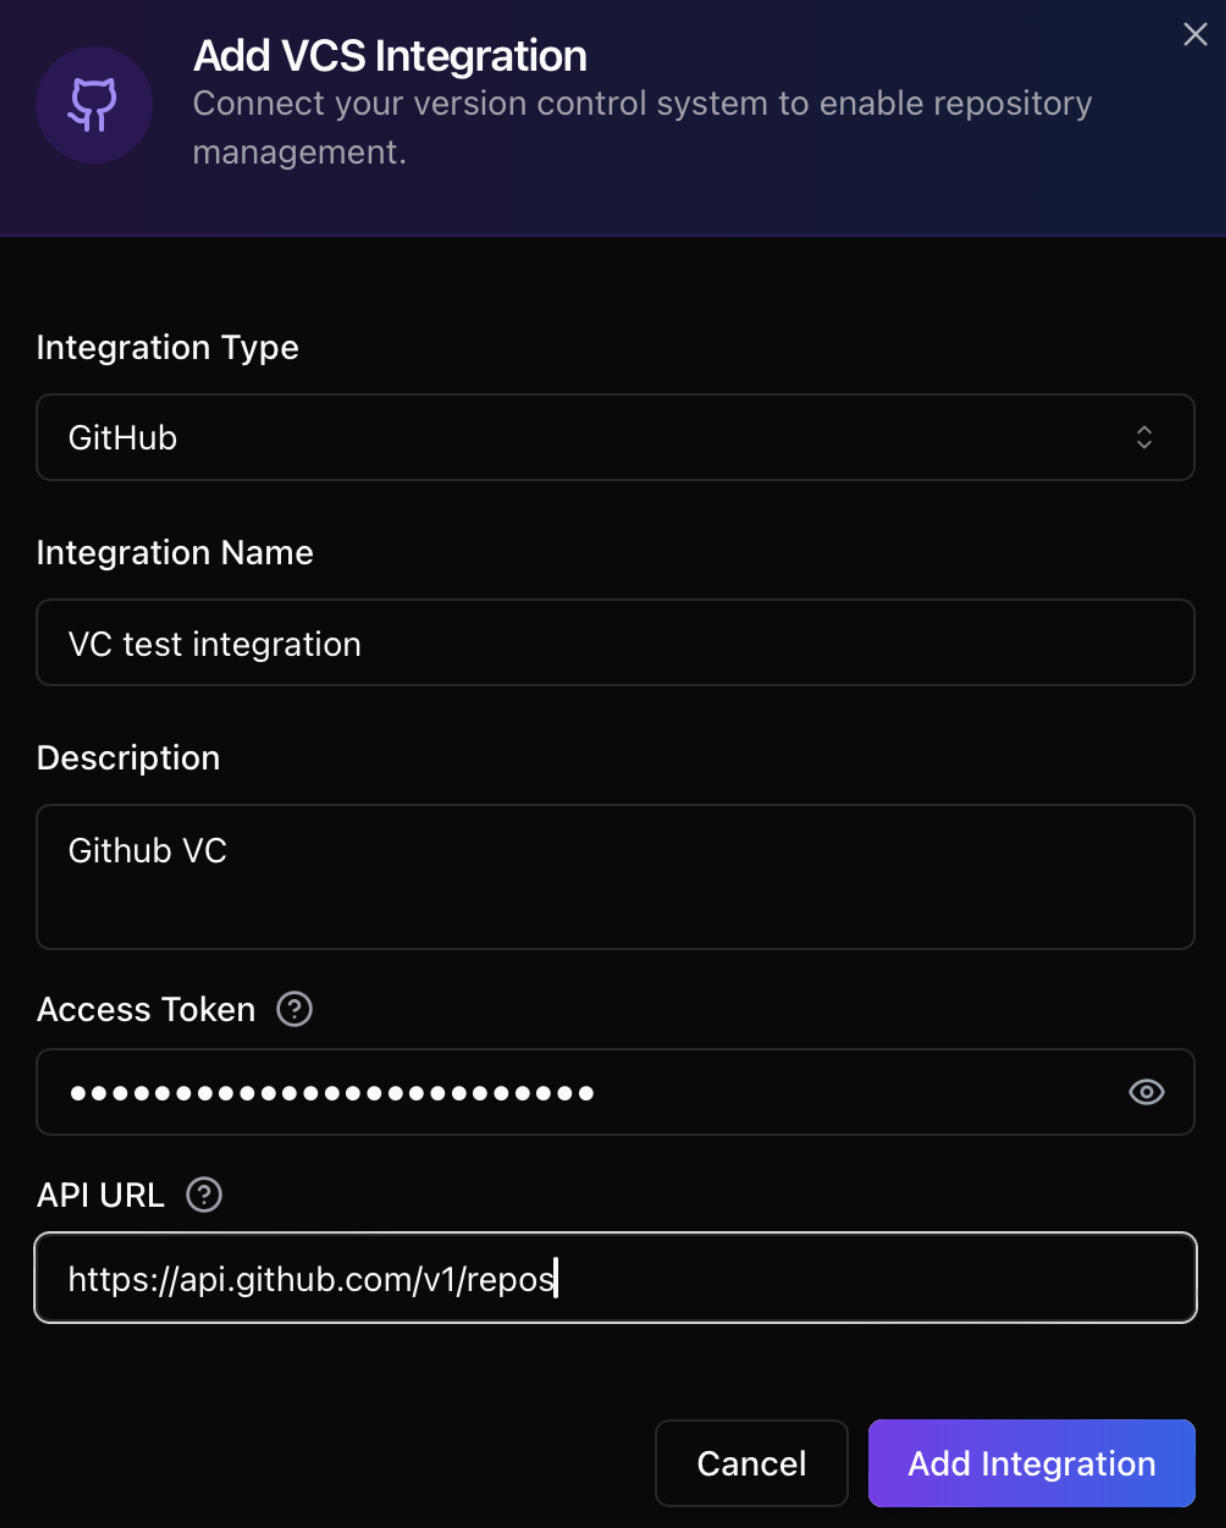 Add VCS Integration
Connect your version control system to enable repository
management.
Integration Type
GitHub
Integration Name
VC test integration
Description
Github VC
Access Token
●●●●●●●●●●●●●●●●●●●●●●●●●
API URL
https://api.github.com/v1/repos
Cancel
Add Integration